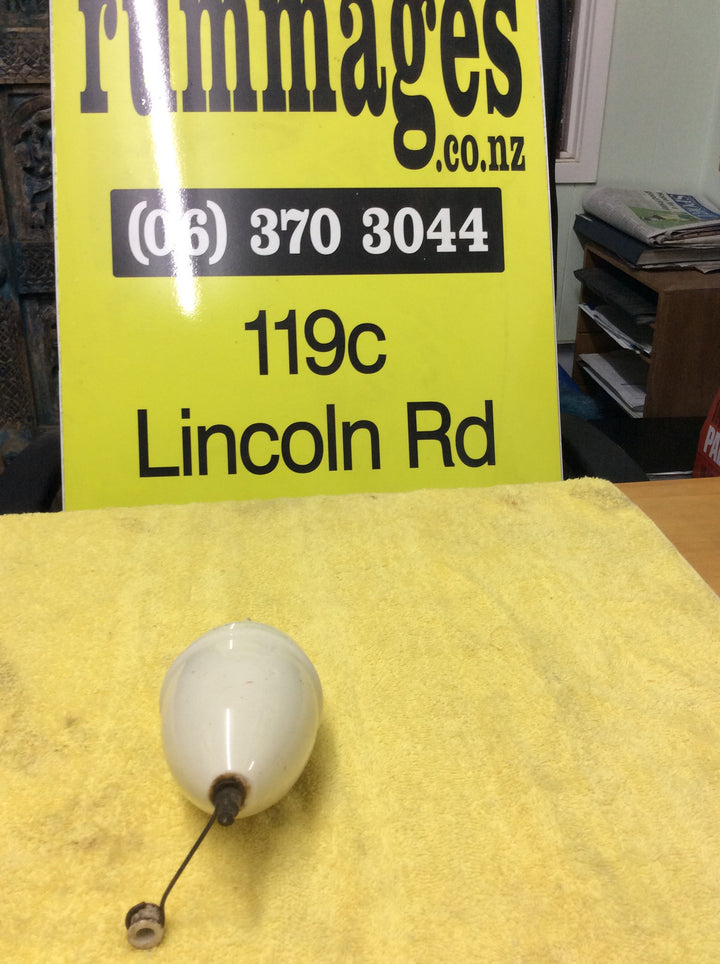 rummages
.co.nz
(06) 370 3044
119c
Lincoln Rd